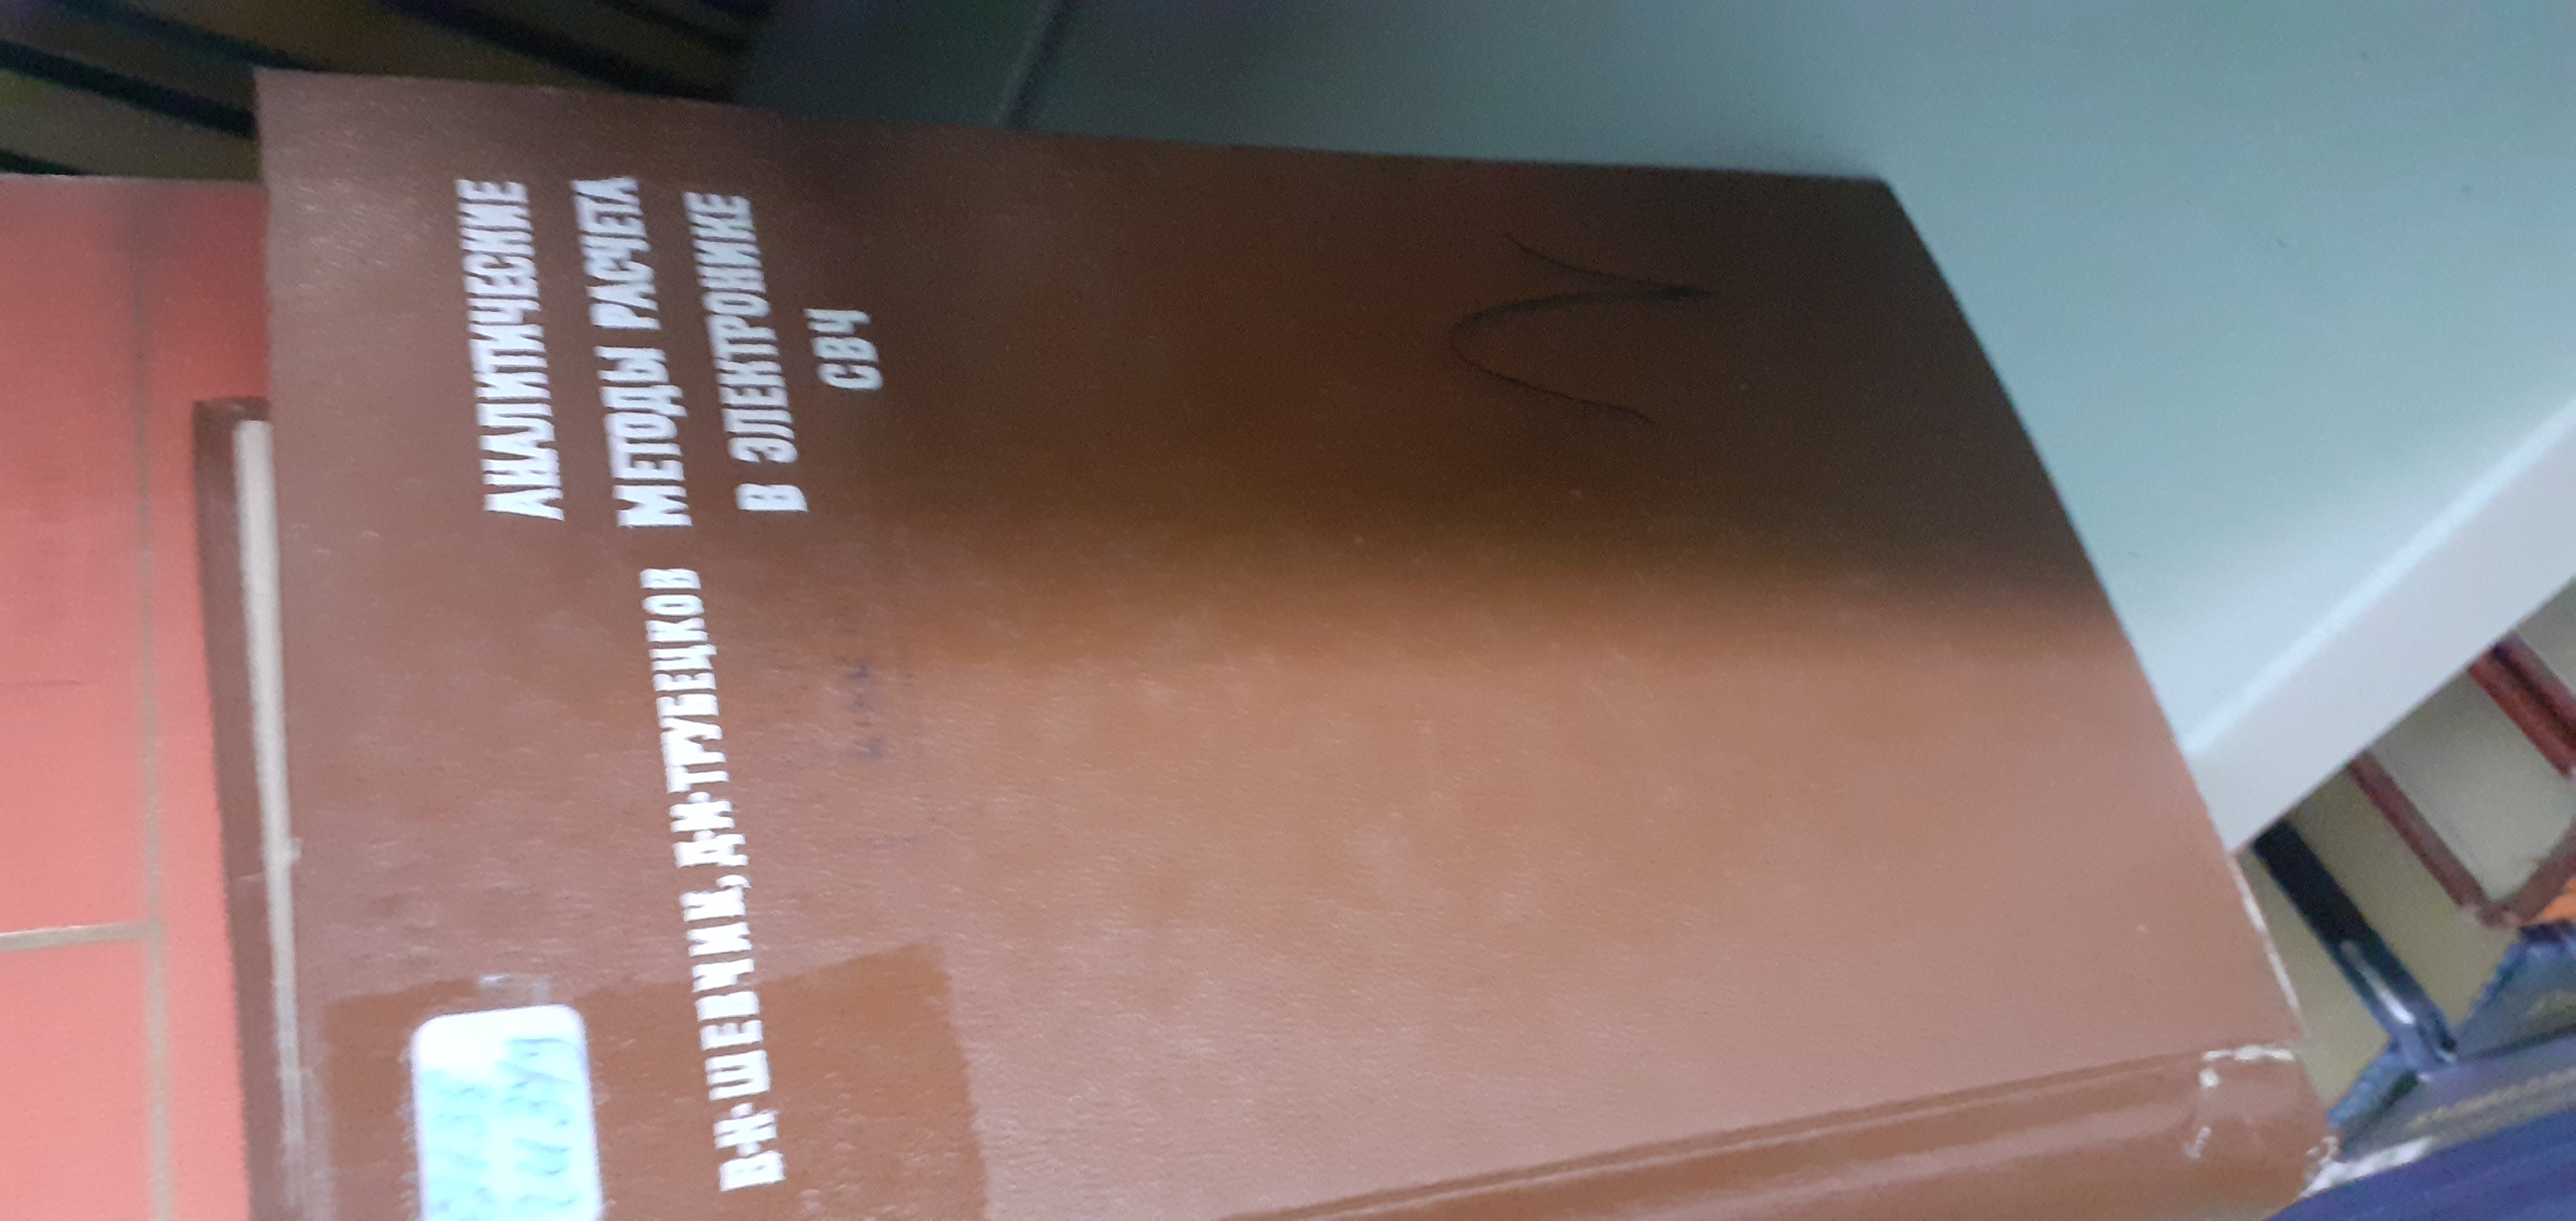 В·Н·ШЕВЧИК, Д·И·ТРУБЕЦКОВ
АНАЛИТИЧЕСКИЕ
МЕТОДЫ РАСЧЕТА
В ЭЛЕКТРОНИКЕ
СВЧ